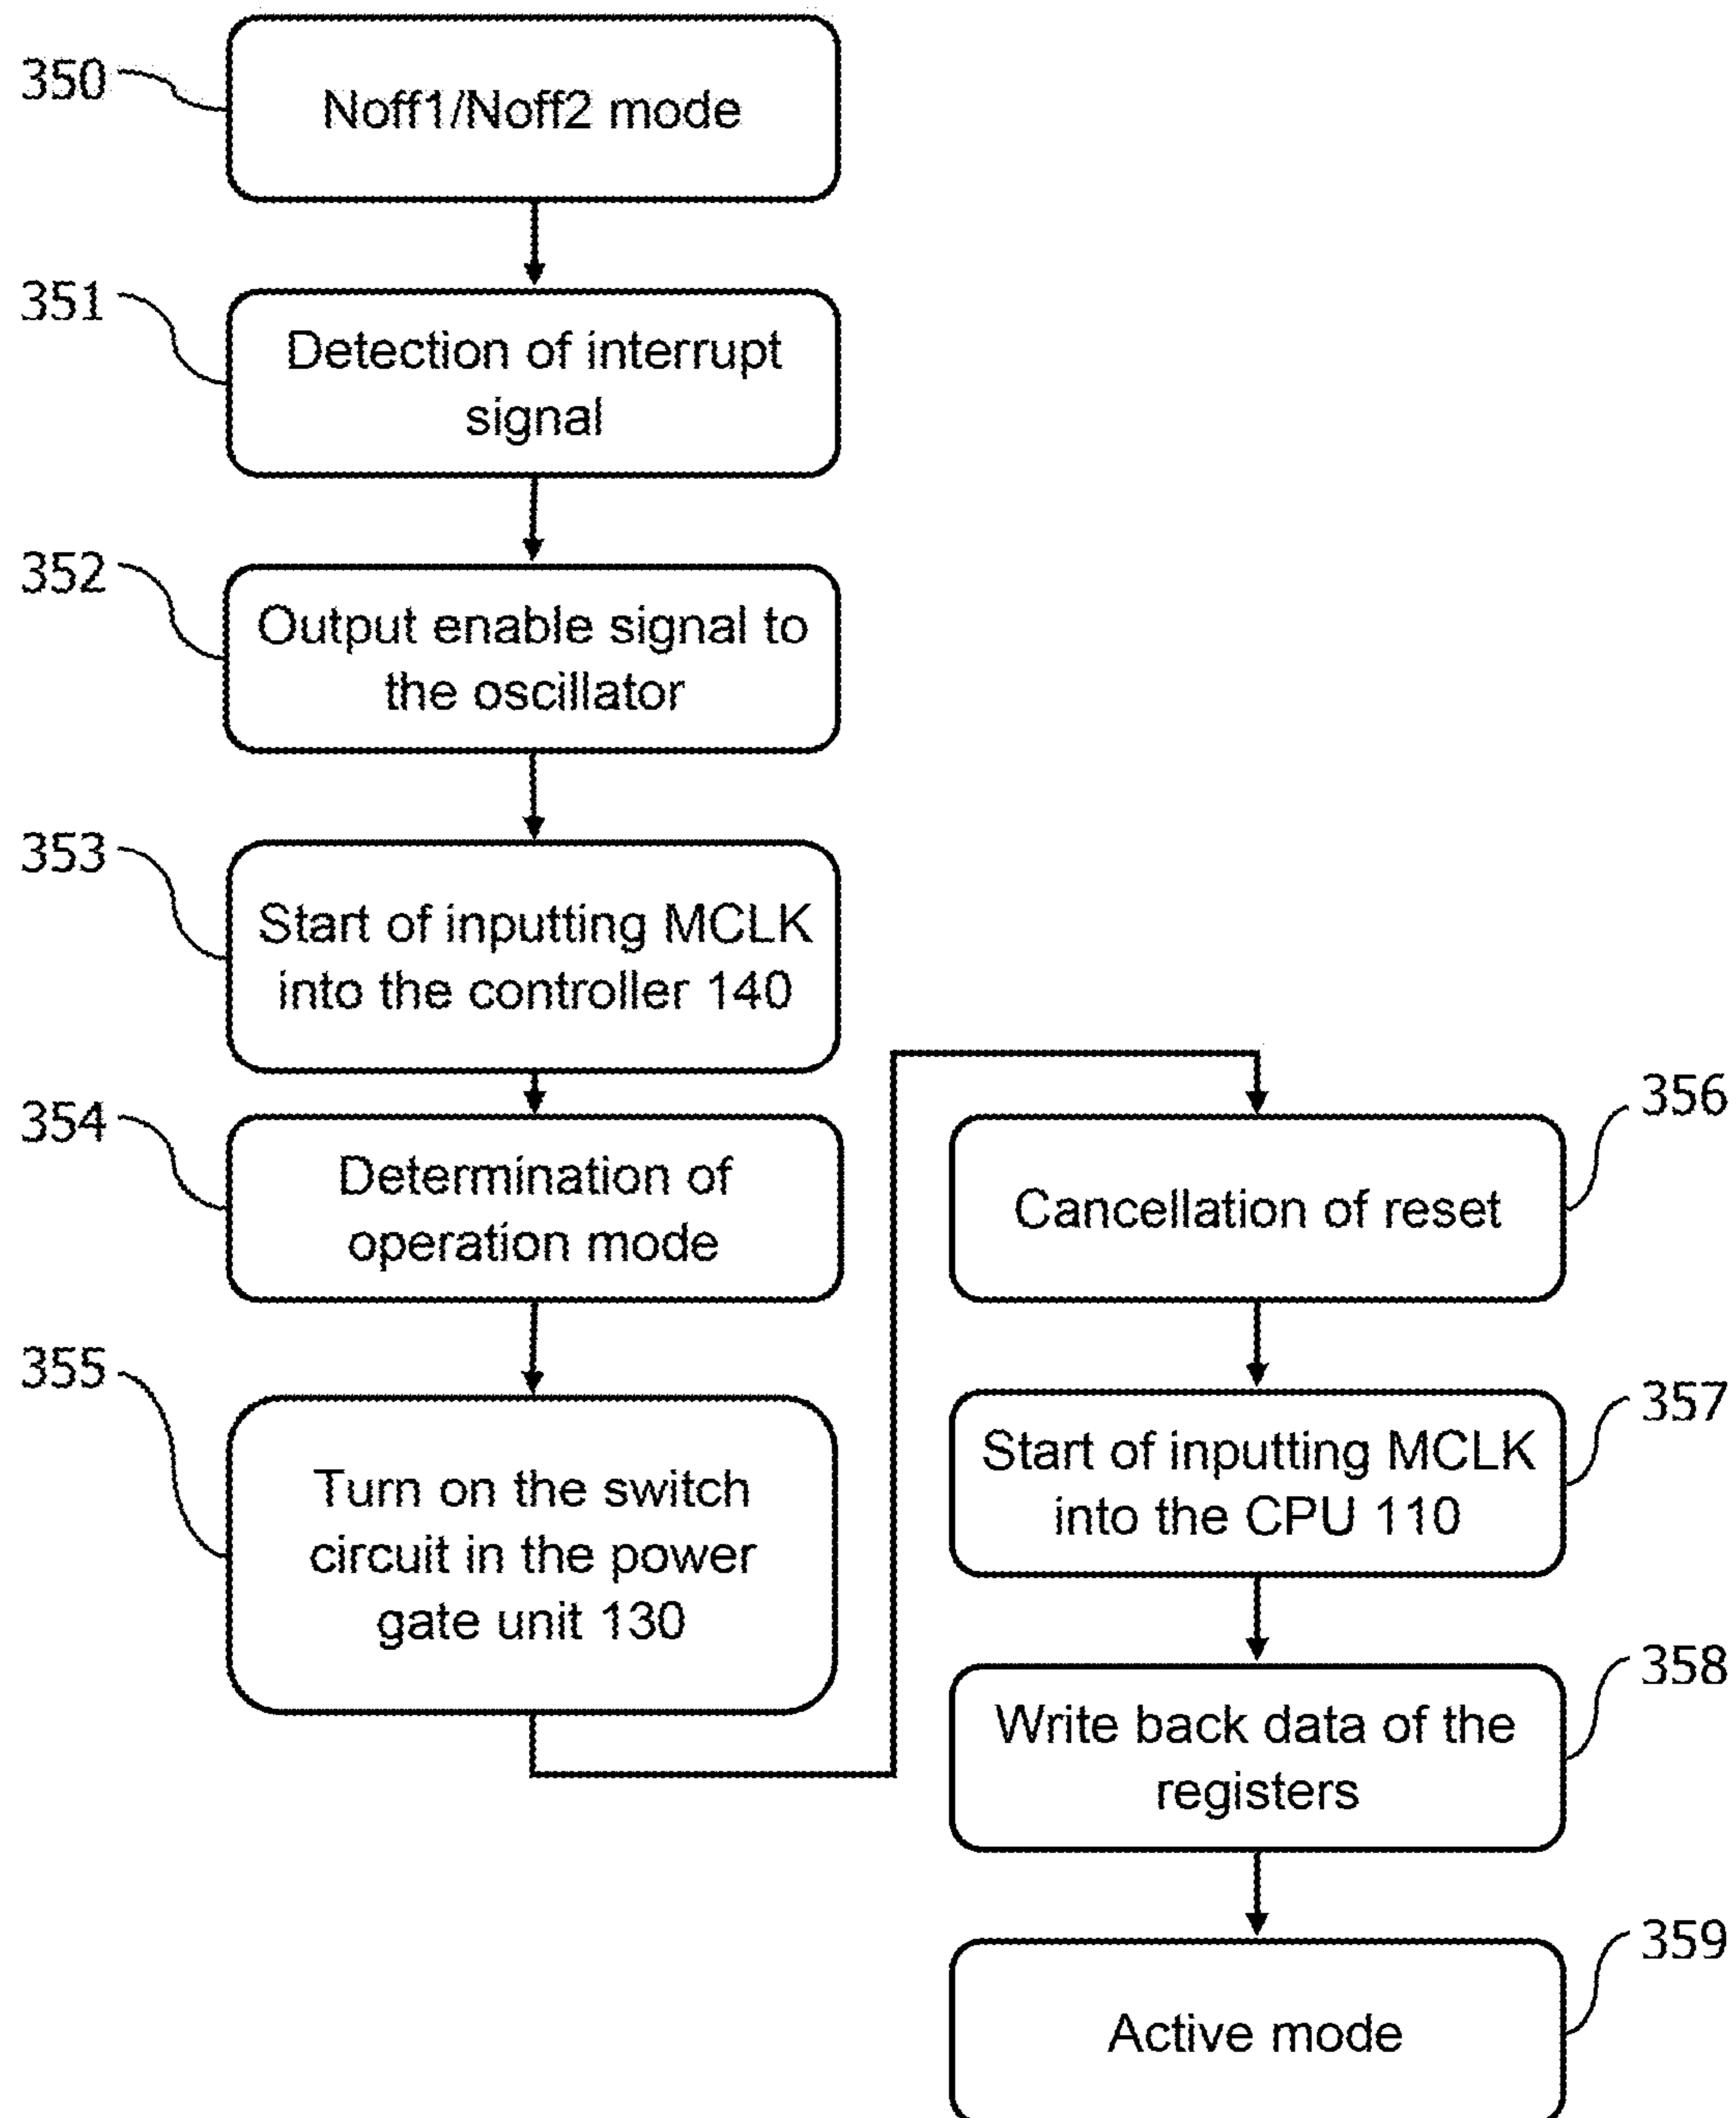 350
Noff1/Noff2 mode
351
Detection of interrupt
signal
352
Output enable signal to
the oscillator
353
Start of inputting MCLK
into the controller 140
354
Determination of
operation mode
355
Turn on the switch
circuit in the power
gate unit 130
356
Cancellation of reset
357
Start of inputting MCLK
into the CPU 110
358
Write back data of the
registers
359
Active mode